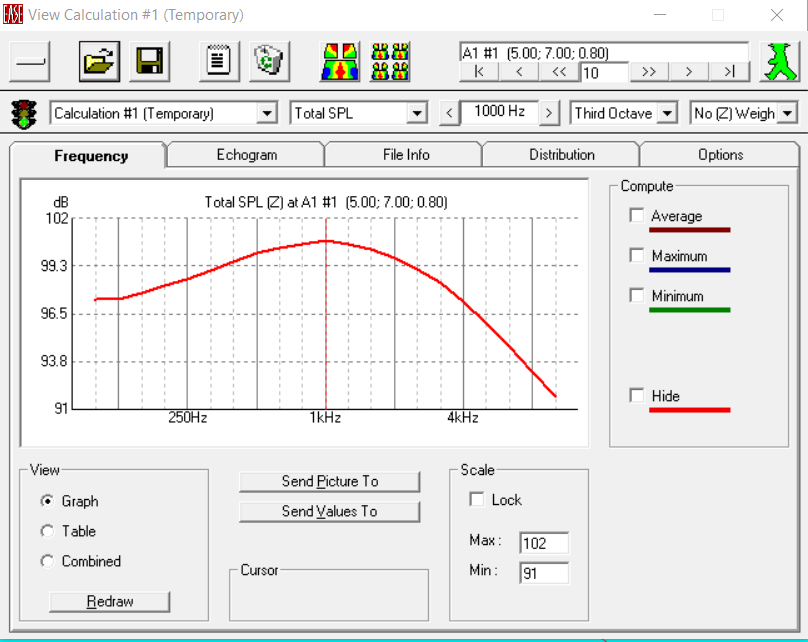 EASE View Calculation #1 (Temporary)
A1 #1 (5.00; 7.00; 0.80)
|< < << 10 >> > >|
Calculation #1 (Temporary) Total SPL < 1000 Hz > Third Octave No (Z) Weigh
Frequency Echogram File Info Distribution Options
dB Total SPL (Z) at A1 #1 (5.00; 7.00; 0.80)
102
99.3
96.5
93.8
91
250Hz 1kHz 4kHz
Compute
Average
Maximum
Minimum
Hide
View
Graph
Table
Combined
Redraw
Send Picture To
Send Values To
Cursor
Scale
Lock
Max : 102
Min : 91